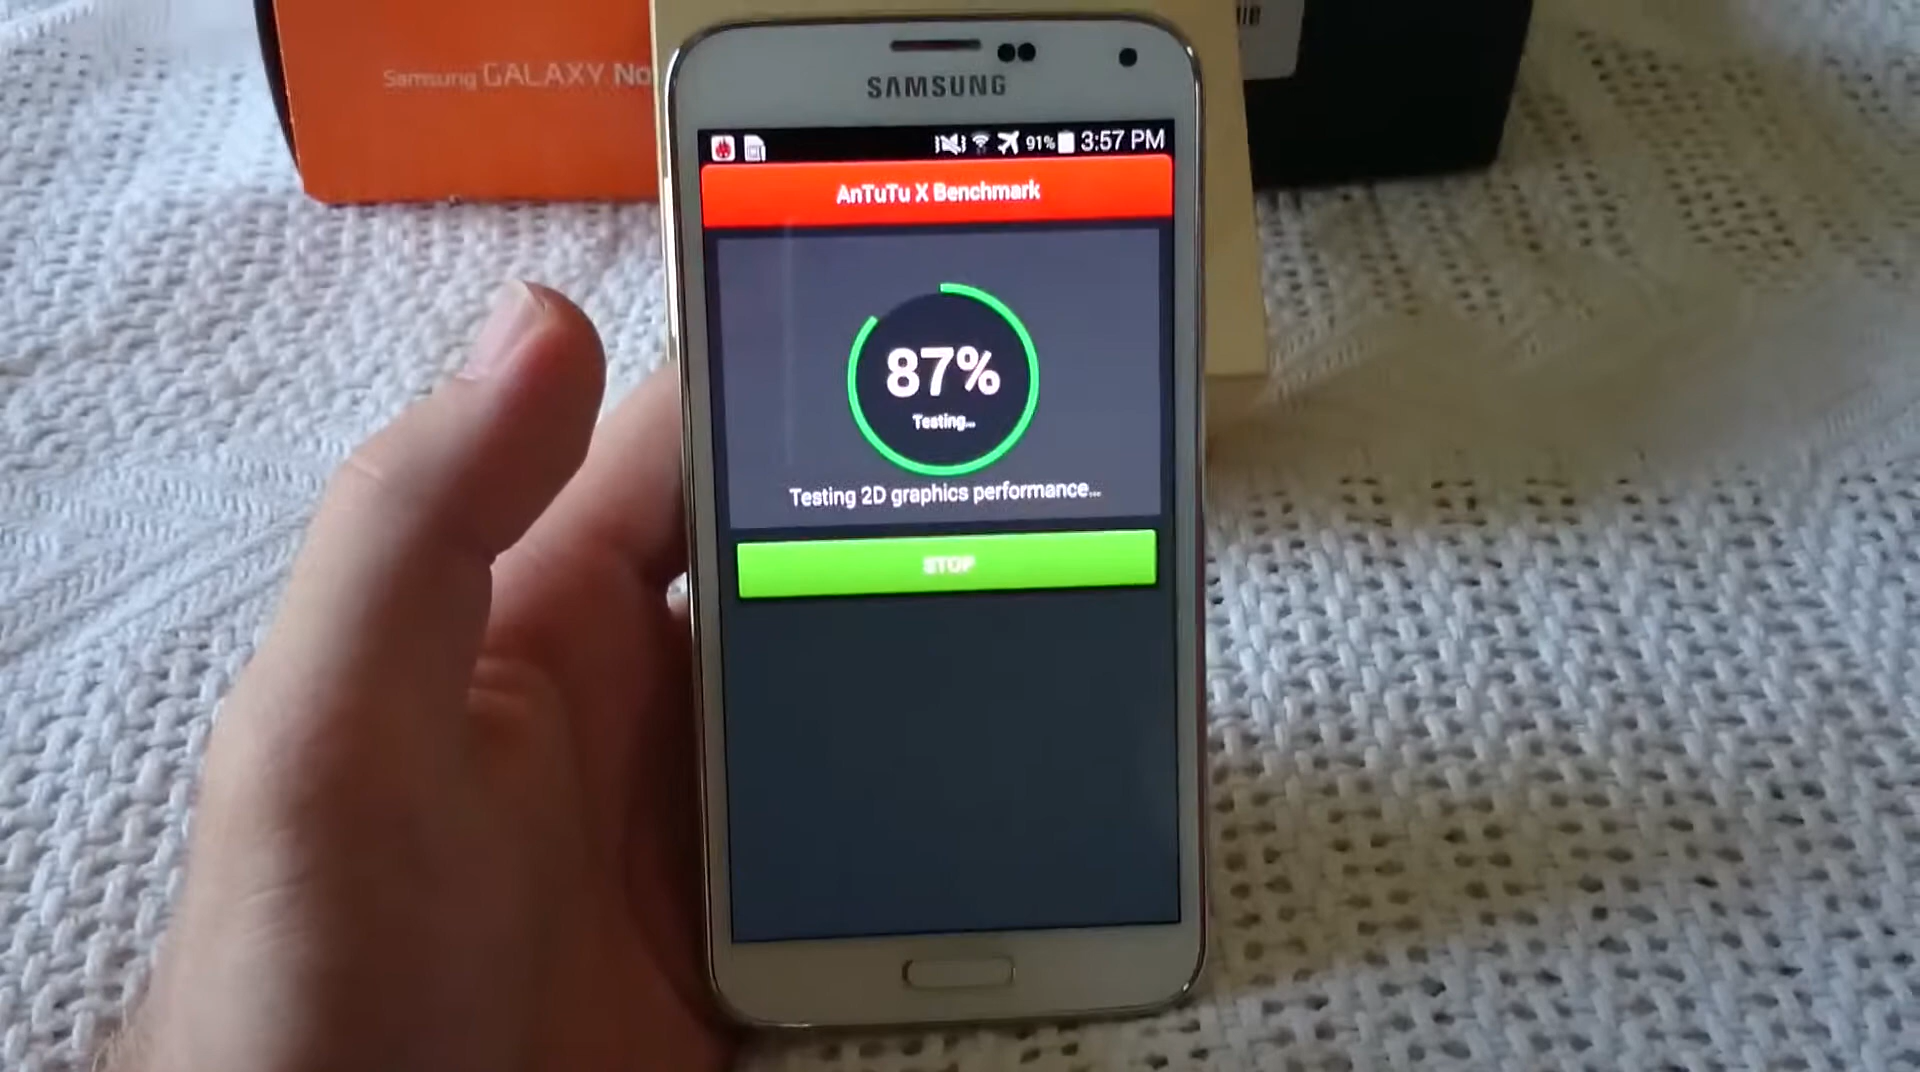 Samsung GALAXY No
SAMSUNG
91% 3:57 PM
AnTuTu X Benchmark
87%
Testing...
Testing 2D graphics performance...
STOP